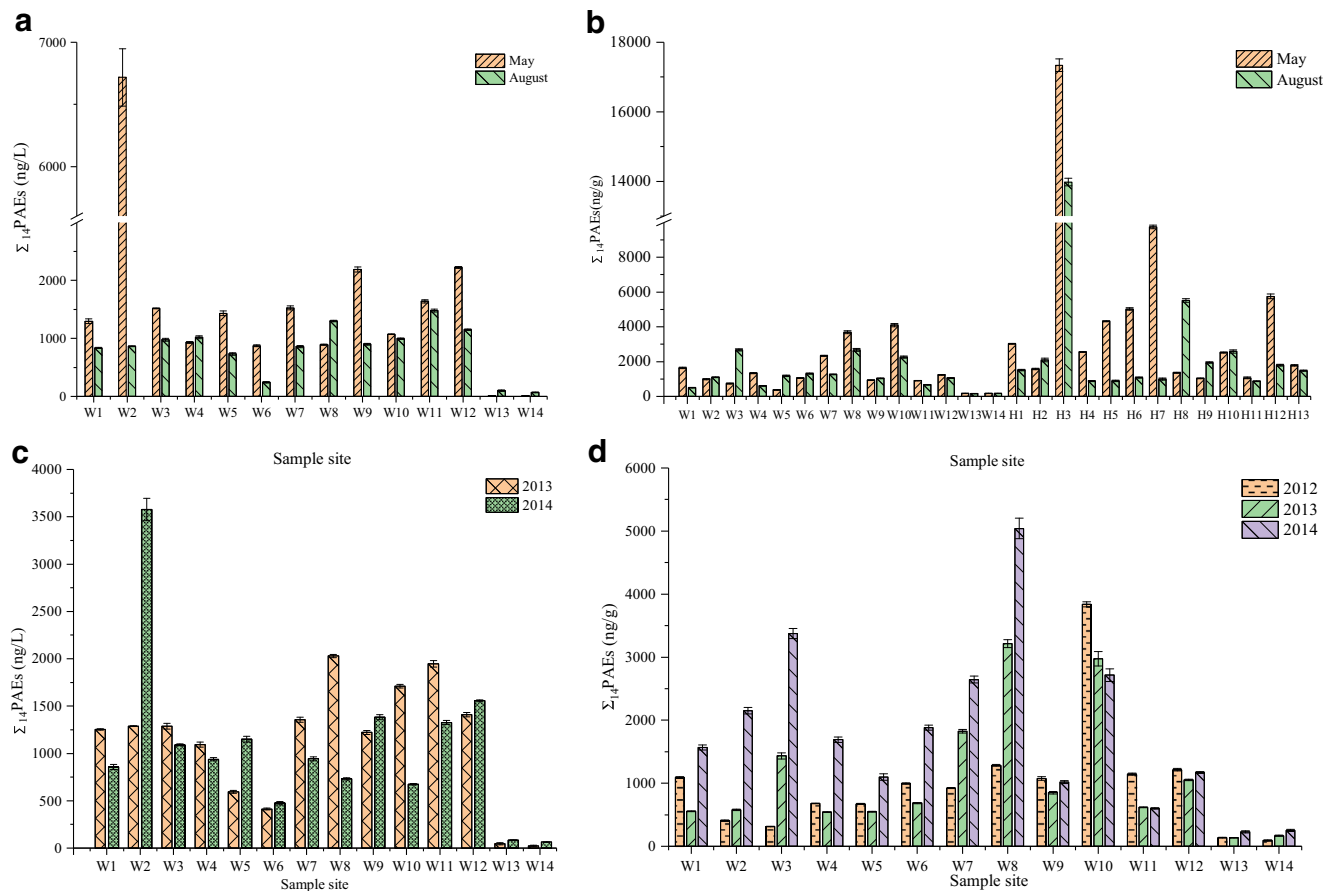 a
7000
6000
2000
1000
0
Σ 14PAEs (ng/L)
May
August
W1 W2 W3 W4 W5 W6 W7 W8 W9 W10 W11 W12 W13 W14
Sample site
b
18000
16000
14000
8000
6000
4000
2000
0
Σ 14PAEs(ng/g)
May
August
W1 W2 W3 W4 W5 W6 W7 W8 W9 W10 W11 W12 W13 W14 H1 H2 H3 H4 H5 H6 H7 H8 H9 H10 H11 H12 H13
Sample site
c
4000
3500
3000
2500
2000
1500
1000
500
0
Σ14PAEs (ng/L)
2013
2014
W1 W2 W3 W4 W5 W6 W7 W8 W9 W10 W11 W12 W13 W14
Sample site
d
6000
5000
4000
3000
2000
1000
0
Σ14PAEs (ng/g)
2012
2013
2014
W1 W2 W3 W4 W5 W6 W7 W8 W9 W10 W11 W12 W13 W14
Sample site